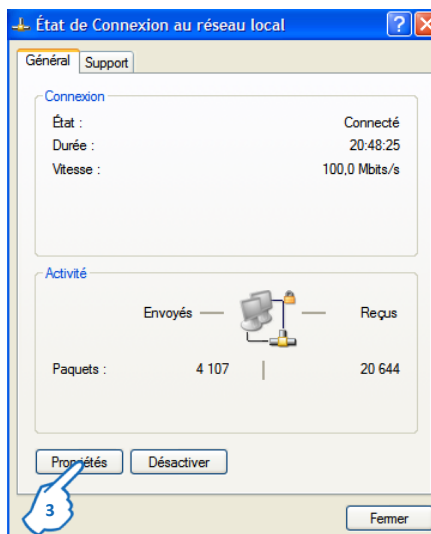 État de Connexion au réseau local
Général Support
Connexion
État : Connecté
Durée : 20:48:25
Vitesse : 100,0 Mbits/s
Activité
Envoyés Reçus
Paquets : 4 107 20 644
Propriétés Désactiver
3
Fermer